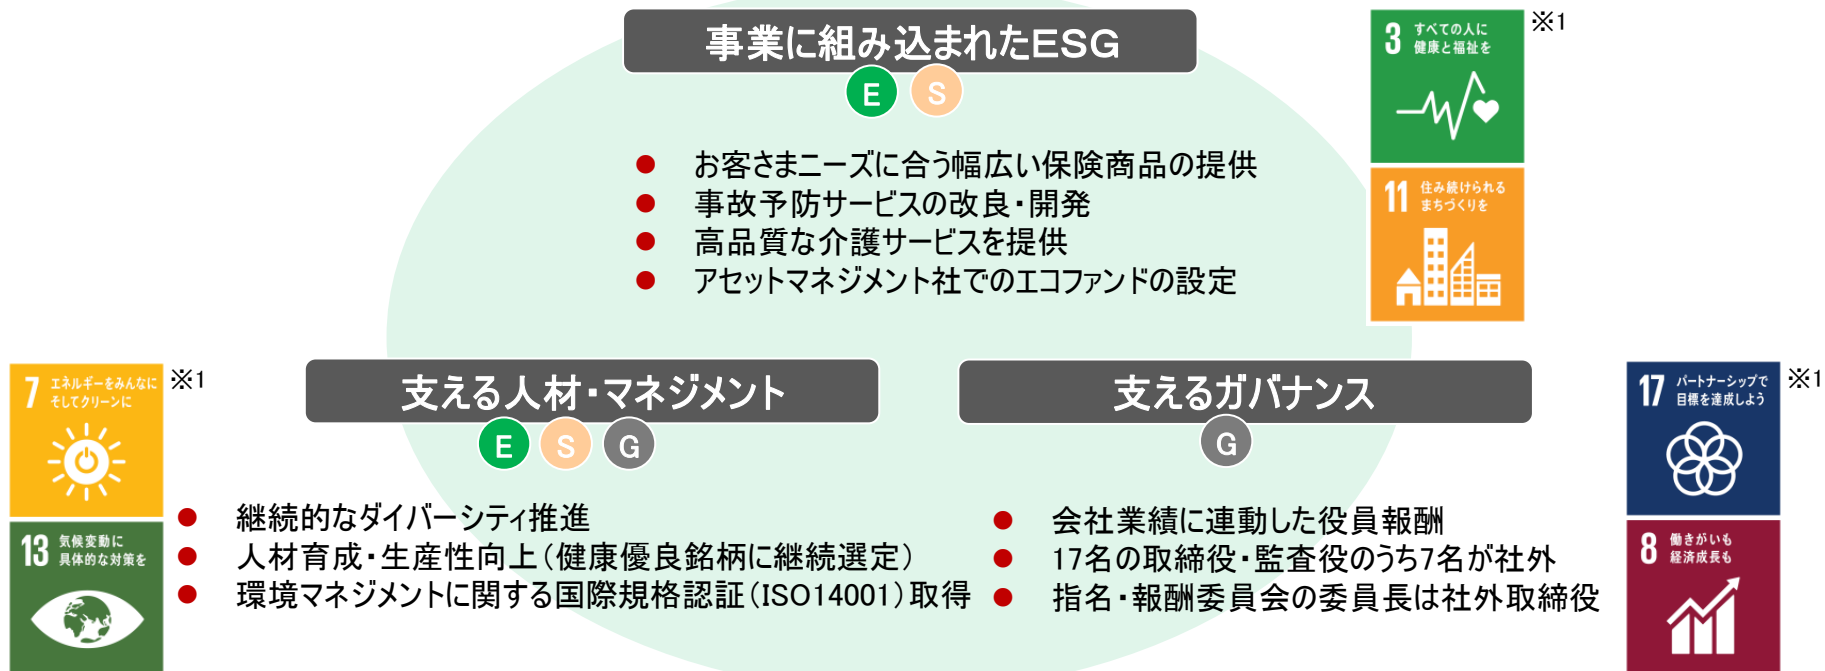 事業に組み込まれたESG
E S
● お客さまニーズに合う幅広い保険商品の提供
● 事故予防サービスの改良・開発
● 高品質な介護サービスを提供
● アセットマネジメント社でのエコファンドの設定
3 すべての人に
健康と福祉を
※1
11 住み続けられる
まちづくりを
7 エネルギーをみんなに
そしてクリーンに
※1
13 気候変動に
具体的な対策を
支える人材・マネジメント
E S G
● 継続的なダイバーシティ推進
● 人材育成・生産性向上（健康優良銘柄に継続選定）
● 環境マネジメントに関する国際規格認証（ISO14001）取得
支えるガバナンス
G
● 会社業績に連動した役員報酬
● 17名の取締役・監査役のうち7名が社外
● 指名・報酬委員会の委員長は社外取締役
17 パートナーシップで
目標を達成しよう
※1
8 働きがいも
経済成長も